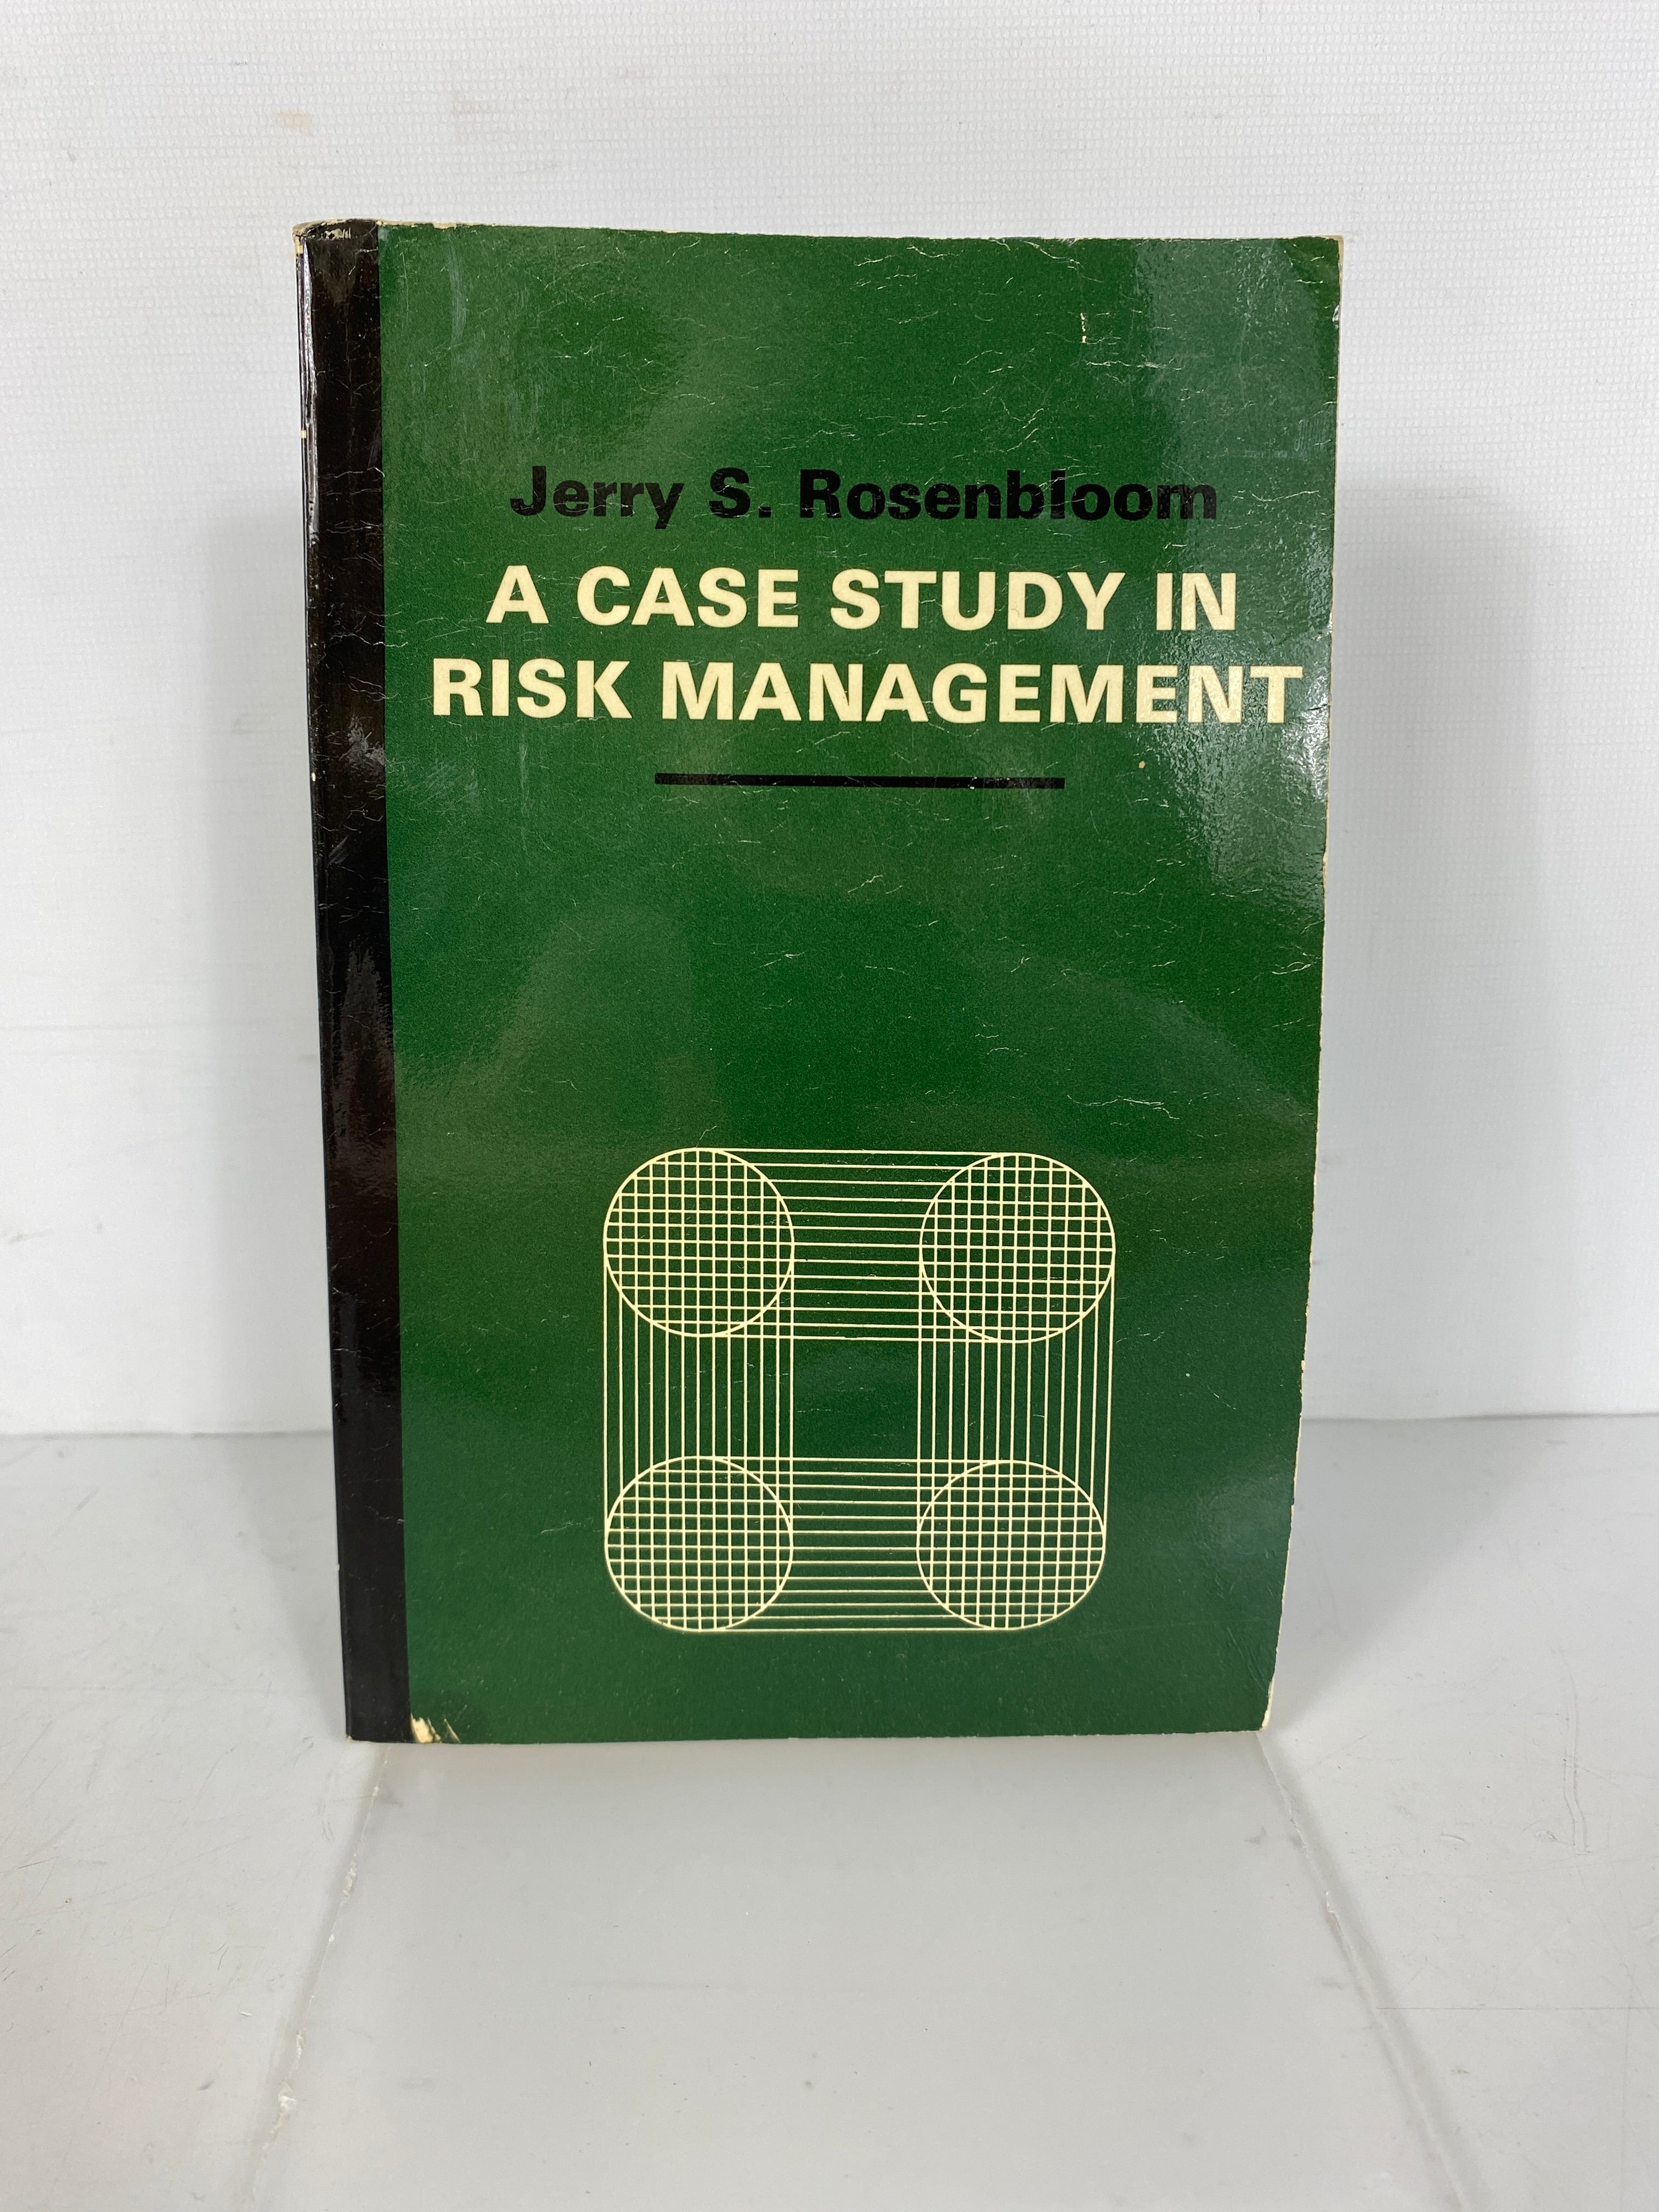 Jerry S. Rosenbloom
A CASE STUDY IN
RISK MANAGEMENT